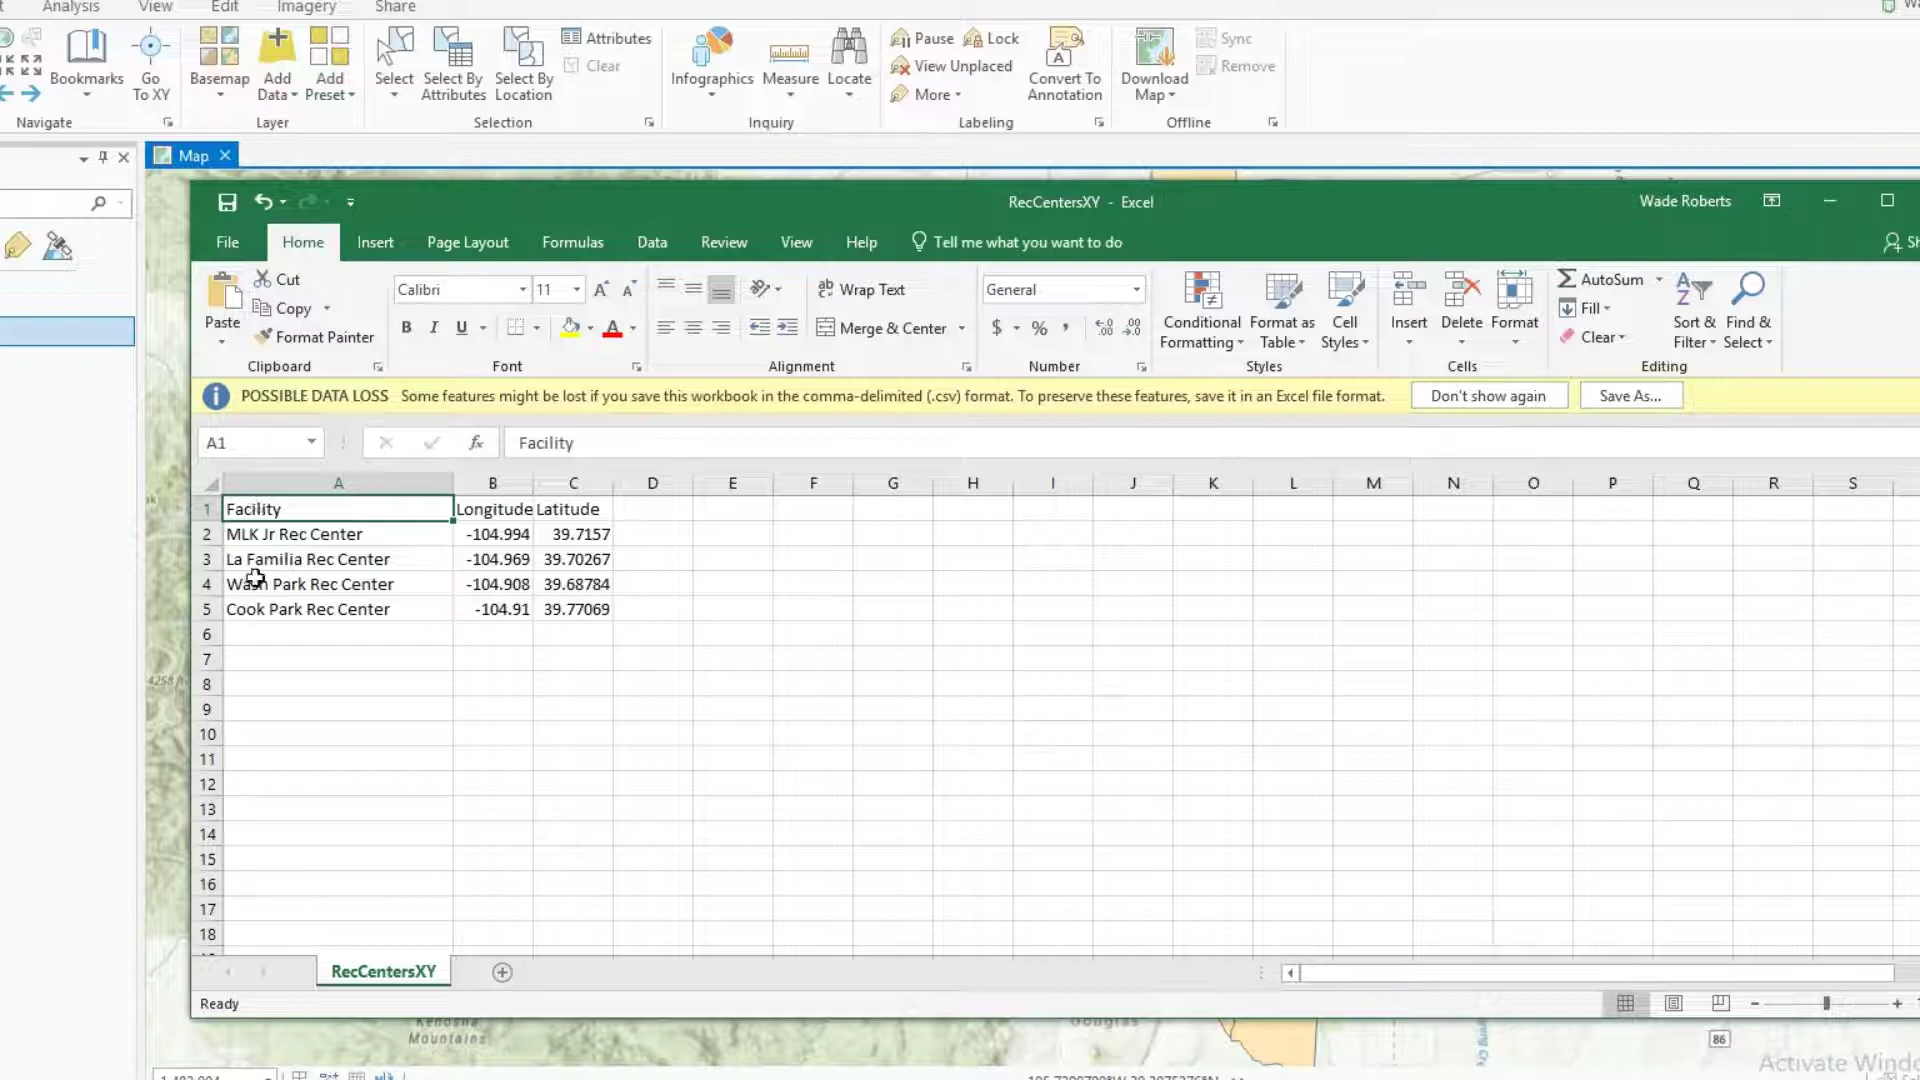 Analysis View Edit Imagery Share
Bookmarks
Go To XY
Basemap
Add Data
Add Preset
Select
Select By Attributes
Select By Location
Attributes
Clear
Infographics
Measure
Locate
Pause
Lock
View Unplaced
More
Convert To Annotation
Download Map
Sync
Remove
Navigate Layer Selection Inquiry Labeling Offline
Map
RecCentersXY - Excel
Wade Roberts
File Home Insert Page Layout Formulas Data Review View Help Tell me what you want to do
Paste
Cut
Copy
Format Painter
Calibri 11
B I U
Wrap Text
Merge & Center
General
$ % ,
Conditional Formatting
Format as Table
Cell Styles
Insert
Delete
Format
AutoSum
Fill
Clear
Sort & Filter
Find & Select
Clipboard Font Alignment Number Styles Cells Editing
POSSIBLE DATA LOSS Some features might be lost if you save this workbook in the comma-delimited (.csv) format. To preserve these features, save it in an Excel file format. Don't show again Save As...
A1 fx Facility
A B C D E F G H I J K L M N O P Q R S
1 Facility Longitude Latitude
2 MLK Jr Rec Center -104.994 39.7157
3 La Familia Rec Center -104.969 39.70267
4 Wash Park Rec Center -104.908 39.68784
5 Cook Park Rec Center -104.91 39.77069
6
7
8
9
10
11
12
13
14
15
16
17
18
RecCentersXY
Ready
Mountains
Douglas
86
Activate